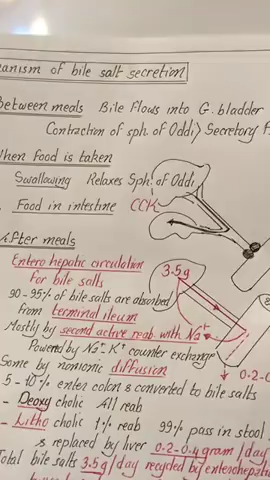 anism of bile salt secretion
Between meals Bile Flows into G. bladder
Contraction of sph. of Oddi > Secretory P
When food is taken
Swallowing Relaxes Sph. of Oddi
Food in intestine CCK
After meals
Entero hepatic circulation
for bile salts
3.5g
90-95% of bile salts are absorbed
from terminal ileum
Mostly by second active reab with Na+
Powered by Na+ K+ counter exchange
Some by nonionic diffusion
↓ 0.2-0
5-10% enter colon & converted to bile salts
- Deoxy cholic All reab
- Litho cholic 1% reab 99% pass in stool
& is replaced by liver 0.2-0.4 gram/day
Total bile salts 3.5g/day recycled by enterohepatic